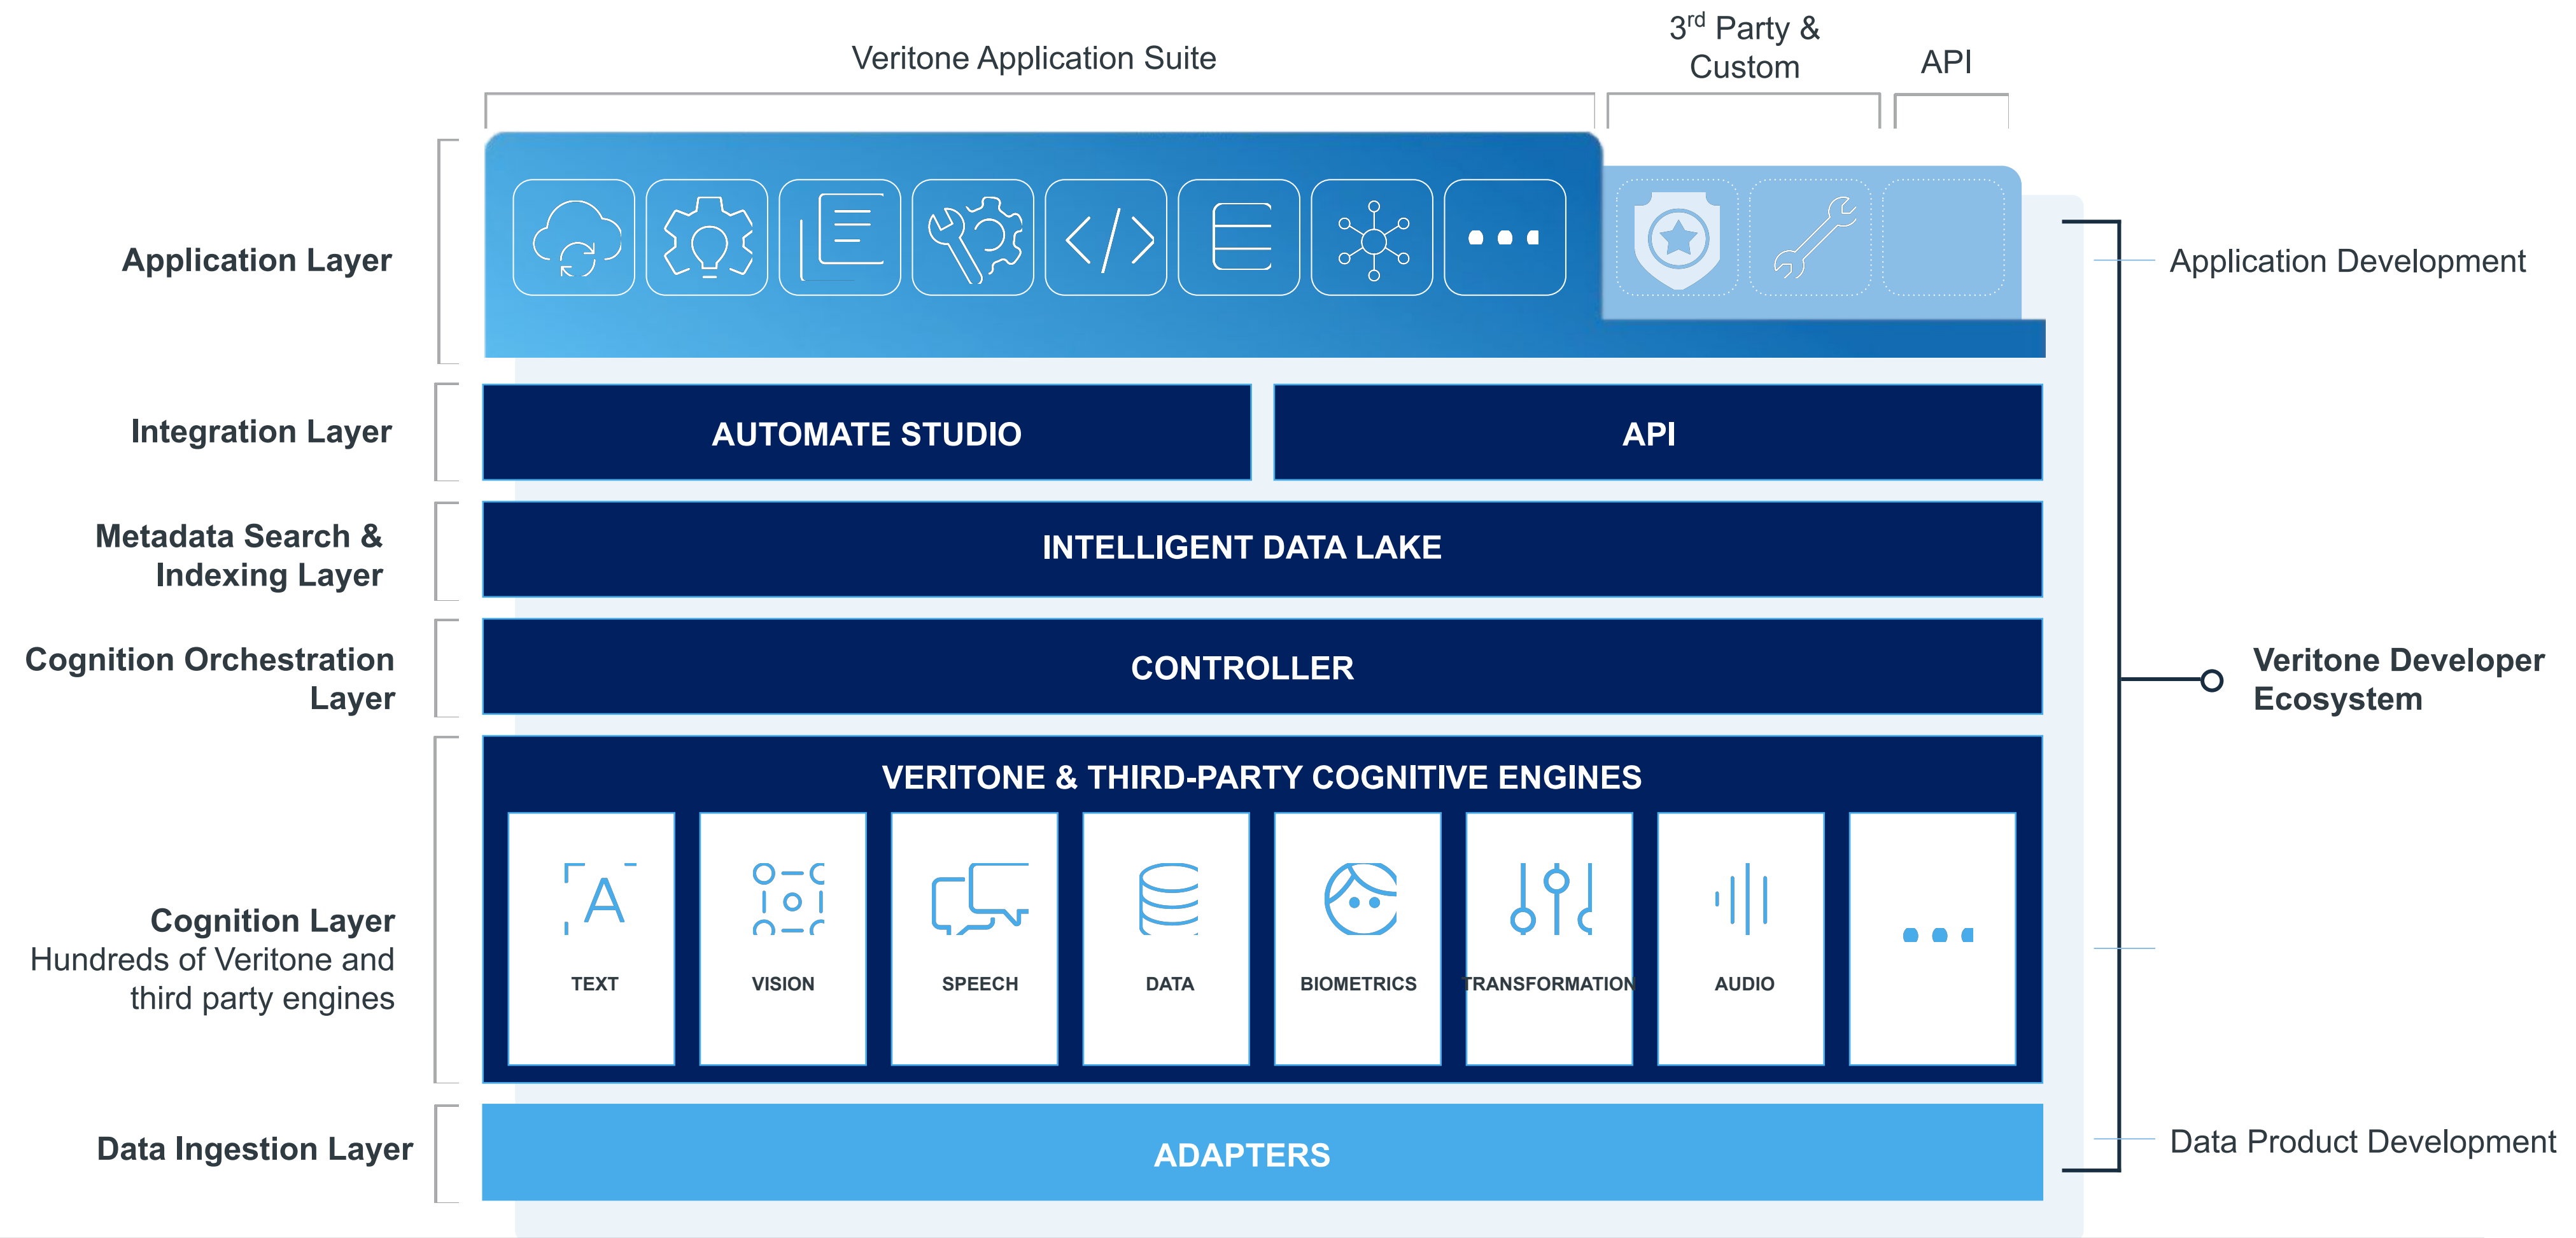 Veritone Application Suite
3rd Party &
Custom
API
Application Layer
Application Development
Integration Layer
AUTOMATE STUDIO
API
Metadata Search &
Indexing Layer
INTELLIGENT DATA LAKE
Cognition Orchestration
Layer
CONTROLLER
Veritone Developer
Ecosystem
VERITONE & THIRD-PARTY COGNITIVE ENGINES
Cognition Layer
Hundreds of Veritone and
third party engines
TEXT
VISION
SPEECH
DATA
BIOMETRICS
TRANSFORMATION
AUDIO
Data Ingestion Layer
ADAPTERS
Data Product Development